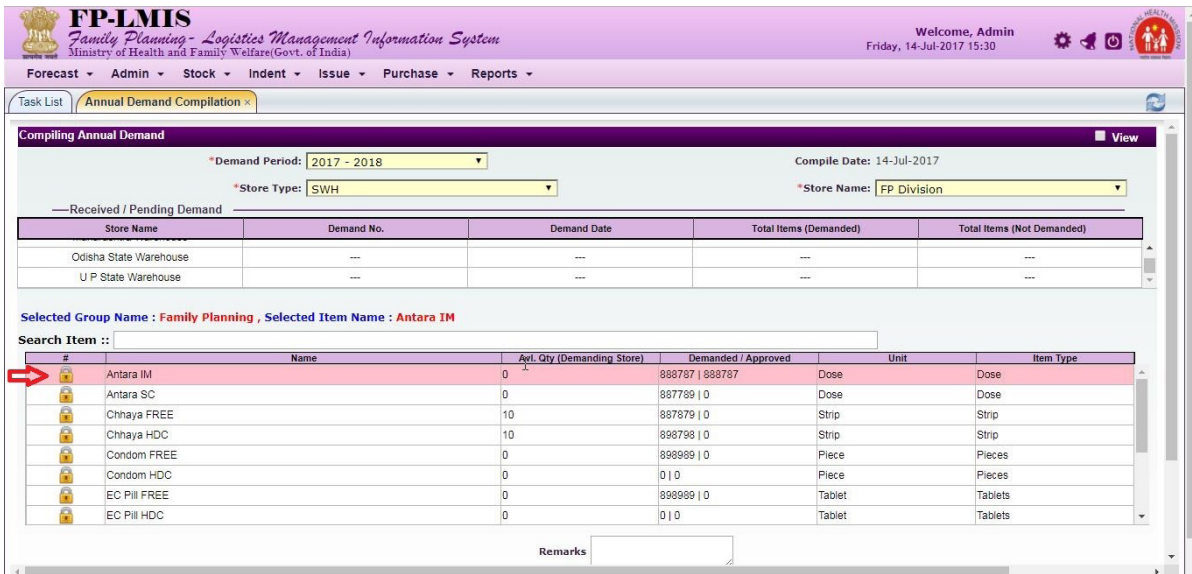 FP-LMIS
Family Planning - Logistics Management Information System
Ministry of Health and Family Welfare(Govt. of India)
Welcome, Admin
Friday, 14-Jul-2017 15:30
NATIONAL HEALTH MISSION
Forecast Admin Stock Indent Issue Purchase Reports
Task List Annual Demand Compilation ×
Compiling Annual Demand View
*Demand Period: 2017 - 2018 Compile Date: 14-Jul-2017
*Store Type: SWH *Store Name: FP Division
Received / Pending Demand
Store Name Demand No. Demand Date Total Items (Demanded) Total Items (Not Demanded)
Odisha State Warehouse --- --- --- ---
U P State Warehouse --- --- --- ---
Selected Group Name : Family Planning , Selected Item Name : Antara IM
Search Item ::
# Name Avl. Qty (Demanding Store) Demanded / Approved Unit Item Type
Antara IM 0 888787 | 888787 Dose Dose
Antara SC 0 887789 | 0 Dose Dose
Chhaya FREE 10 887879 | 0 Strip Strip
Chhaya HDC 10 898798 | 0 Strip Strip
Condom FREE 0 898989 | 0 Piece Pieces
Condom HDC 0 0 | 0 Piece Pieces
EC Pill FREE 0 898989 | 0 Tablet Tablets
EC Pill HDC 0 0 | 0 Tablet Tablets
Remarks